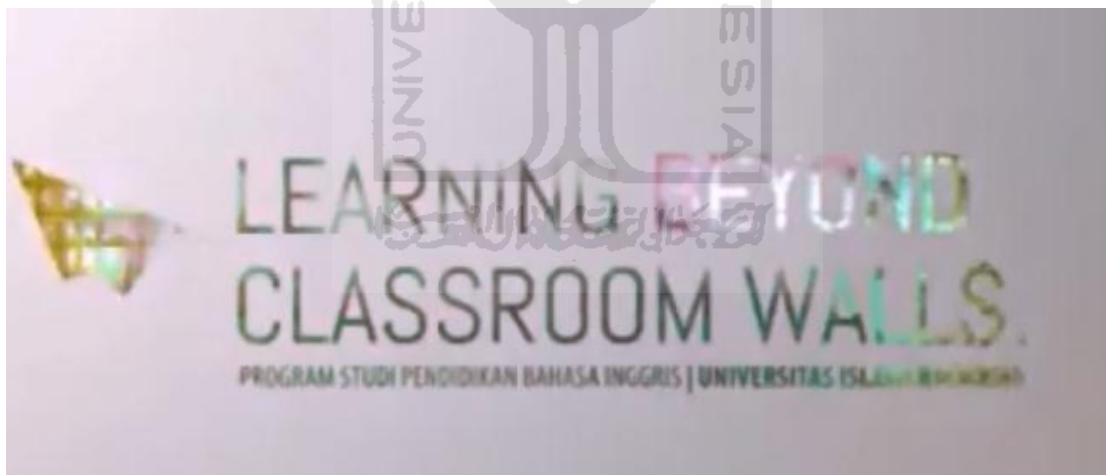 LEARNING BEYOND
CLASSROOM WALLS.
PROGRAM STUDI PENDIDIKAN BAHASA INGGRIS | UNIVERSITAS